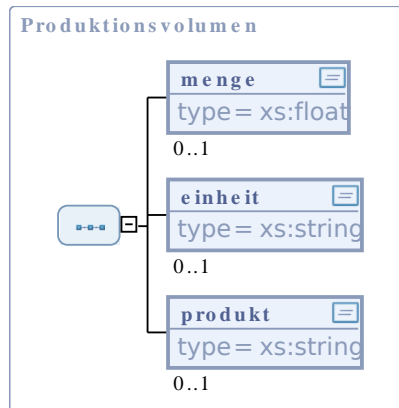 Produktionsvolumen
menge
type= xs:float
0..1
einheit
type= xs:string
0..1
produkt
type= xs:string
0..1